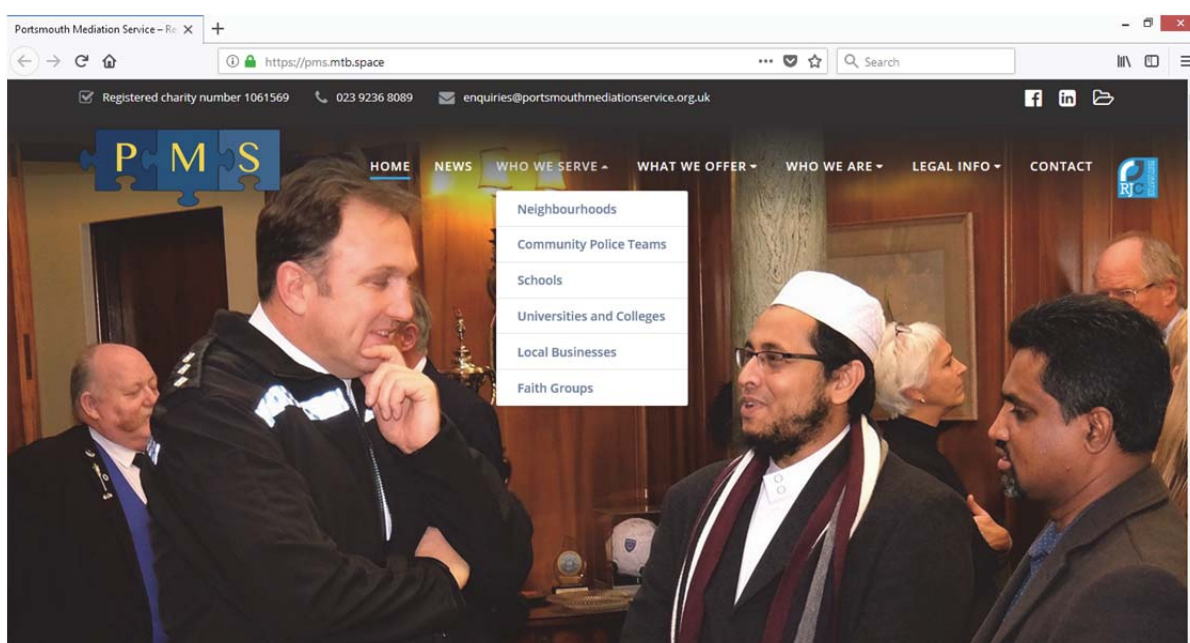 Portsmouth Mediation Service – Re
https://pms.mtb.space
Search
Registered charity number 1061569
023 9236 8089
enquiries@portsmouthmediationservice.org.uk
PMS
HOME
NEWS
WHO WE SERVE
WHAT WE OFFER
WHO WE ARE
LEGAL INFO
CONTACT
RJC
Neighbourhoods
Community Police Teams
Schools
Universities and Colleges
Local Businesses
Faith Groups